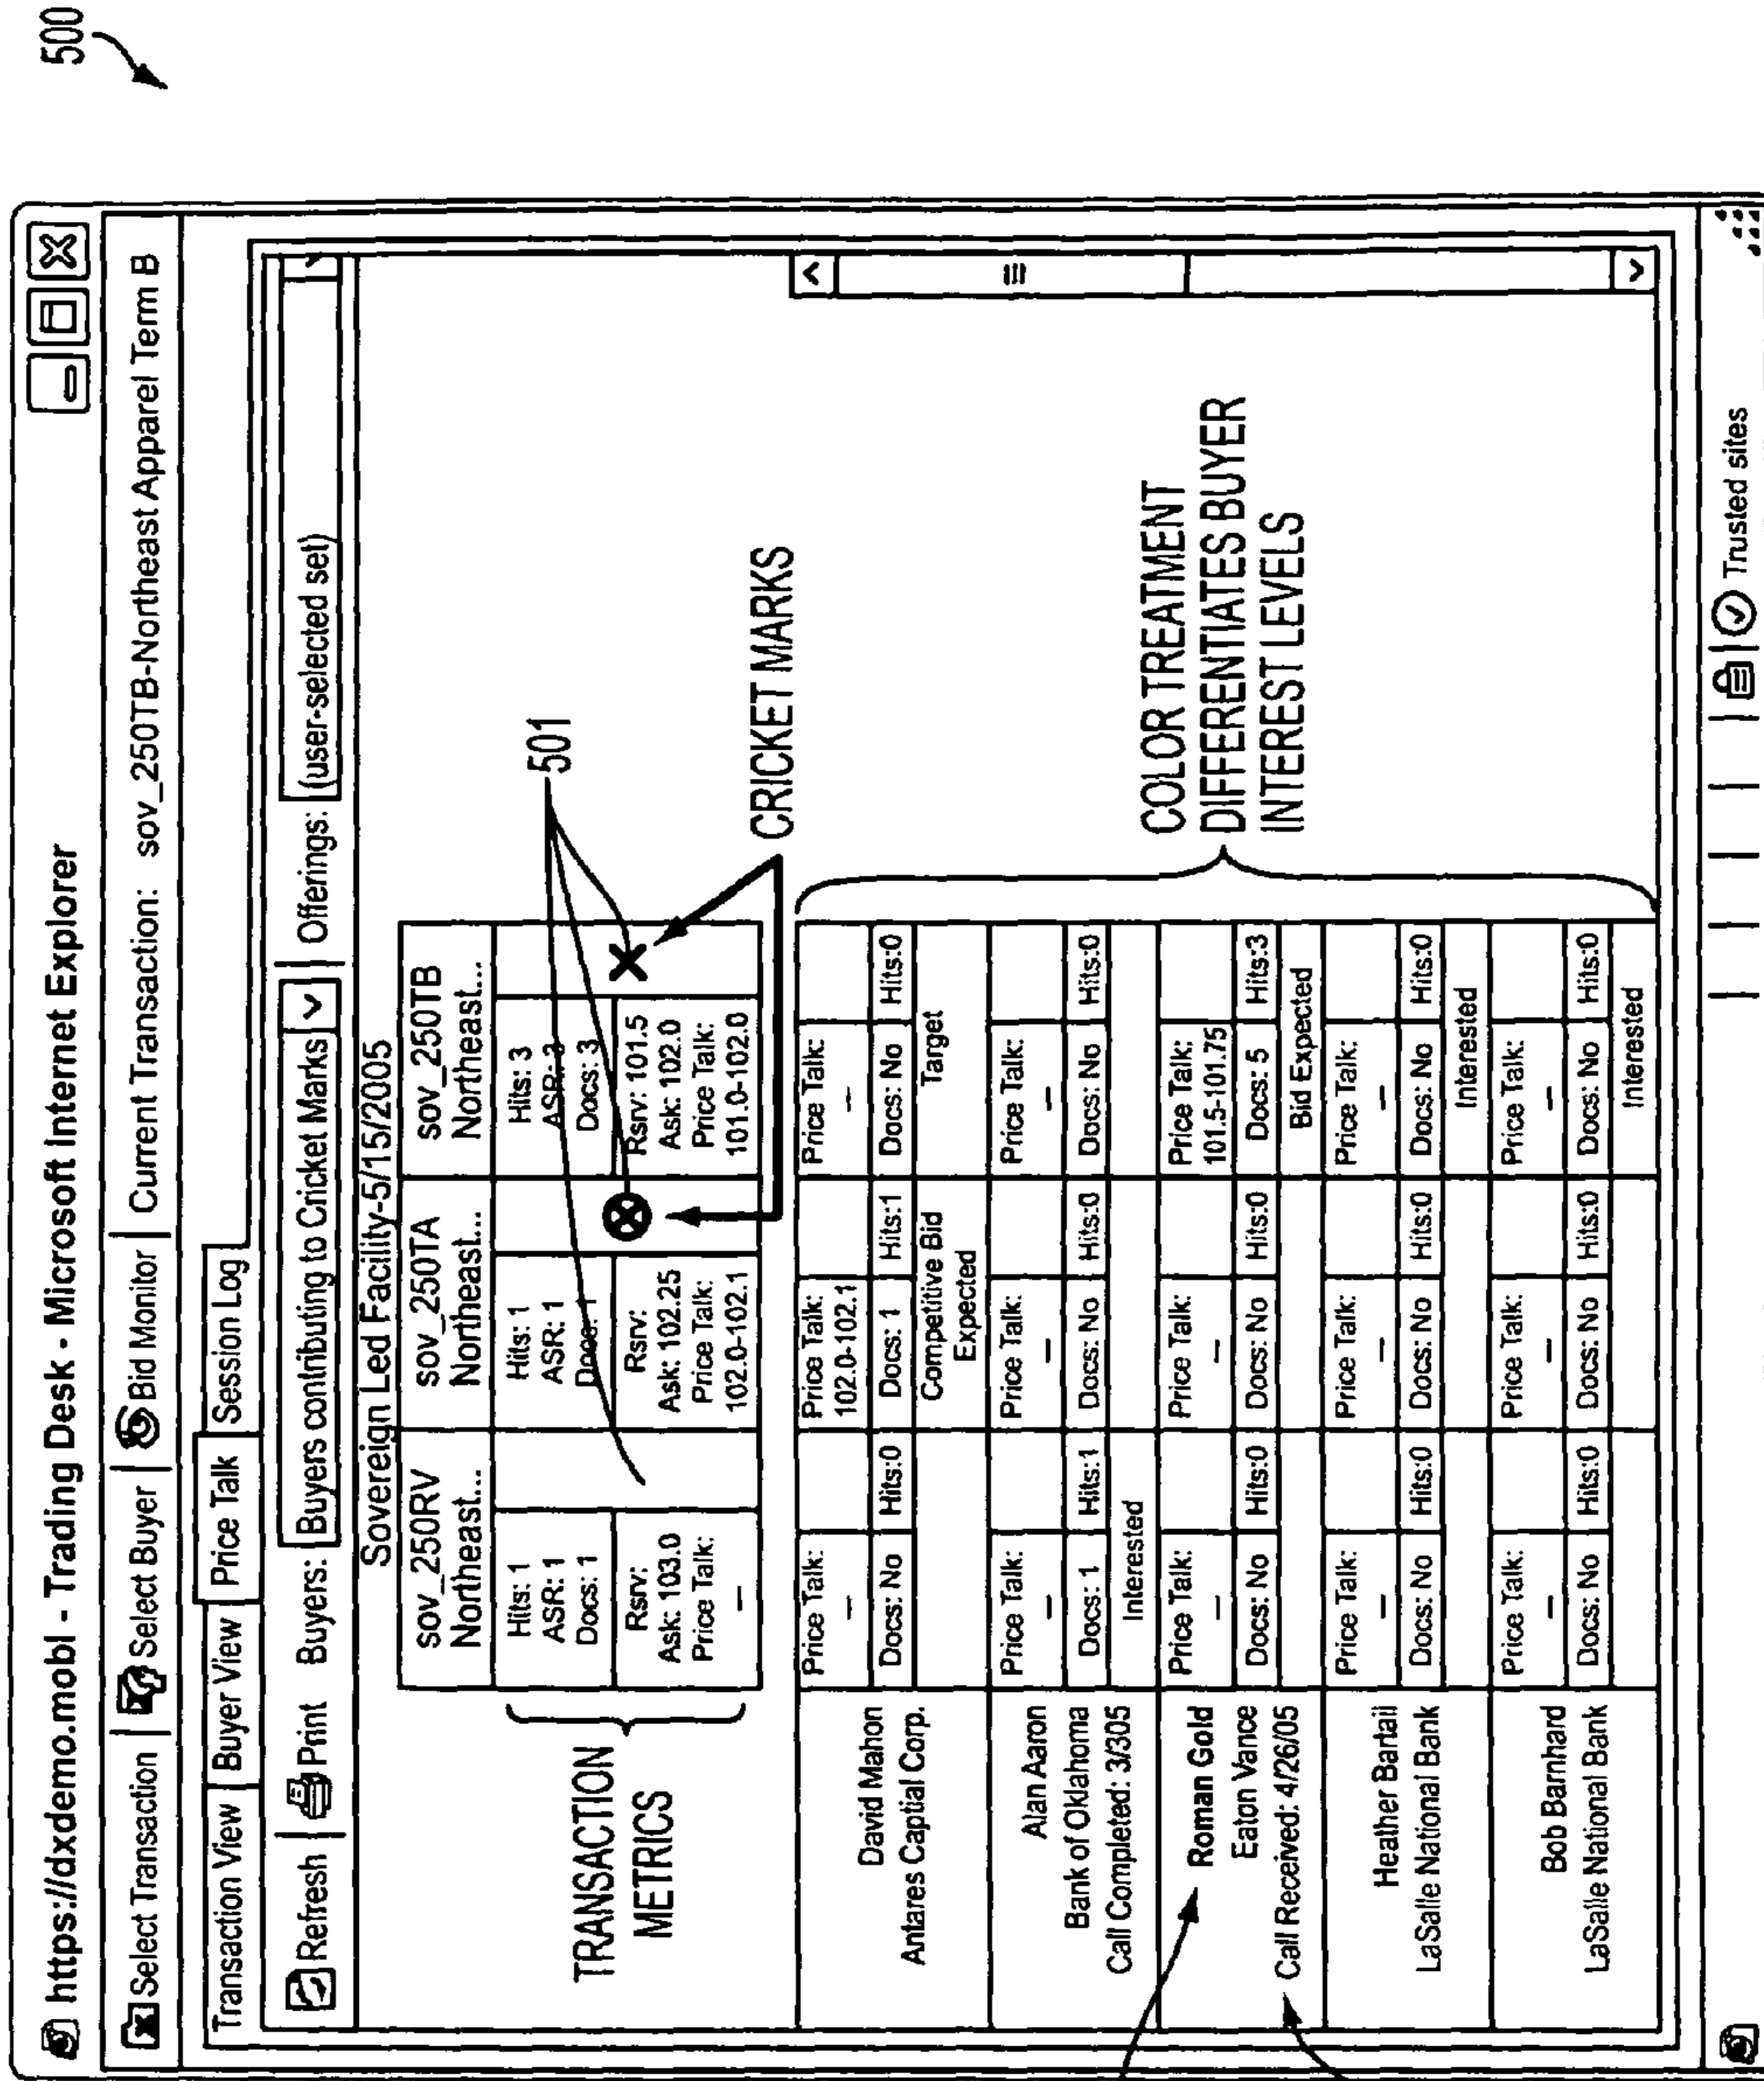 500
https://dxdemo.mobl - Trading Desk - Microsoft Internet Explorer
Select Transaction | Select Buyer | Bid Monitor | Current Transaction: sov_250TB-Northeast Apparel Term B
Transaction View Buyer View Price Talk Session Log
Refresh | Print Buyers: Buyers contributing to Cricket Marks | Offerings: (user-selected set)
Sovereign Led Facility-5/15/2005
sov_250RV sov_250TA sov_250TB
Northeast... Northeast... Northeast...
TRANSACTION
METRICS
Hits: 1 Hits: 1 Hits: 3
ASR: 1 ASR: 1 ASR: 3
Docs: 1 Docs: 1 Docs: 3
Rsrv: Rsrv: Rsrv: 101.5
Ask: 103.0 Ask: 102.25 Ask: 102.0
Price Talk: Price Talk: Price Talk:
– 102.0-102.1 101.0-102.0
501
CRICKET MARKS
David Mahon
Antares Captial Corp.
Price Talk: Price Talk: Price Talk:
– 102.0-102.1 –
Docs: No Hits:0 Docs: 1 Hits:1 Docs: No Hits:0
Competitive Bid
Expected
Target
Alan Aaron
Bank of Oklahoma
Call Completed: 3/305
Price Talk: Price Talk: Price Talk:
– – –
Docs: 1 Hits:1 Docs: No Hits:0 Docs: No Hits:0
Interested
Roman Gold
Eaton Vance
Call Received: 4/26/05
Price Talk: Price Talk: Price Talk:
– – 101.5-101.75
Docs: No Hits:0 Docs: No Hits:0 Docs: 5 Hits:3
Bid Expected
Heather Bartail
LaSalle National Bank
Price Talk: Price Talk: Price Talk:
– – –
Docs: No Hits:0 Docs: No Hits:0 Docs: No Hits:0
Interested
Bob Barnhard
LaSalle National Bank
Price Talk: Price Talk: Price Talk:
– – –
Docs: No Hits:0 Docs: No Hits:0 Docs: No Hits:0
Interested
COLOR TREATMENT
DIFFERENTIATES BUYER
INTEREST LEVELS
Trusted sites